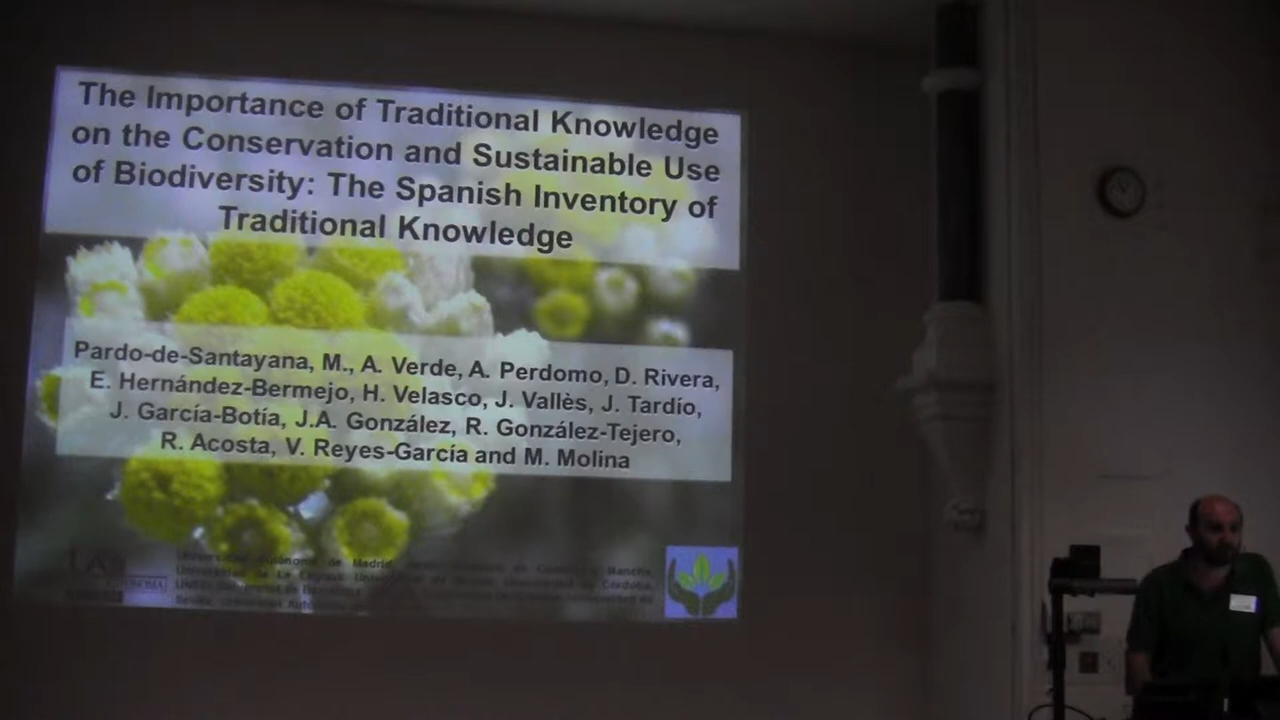 The Importance of Traditional Knowledge
on the Conservation and Sustainable Use
of Biodiversity: The Spanish Inventory of
Traditional Knowledge
Pardo-de-Santayana, M., A. Verde, A. Perdomo, D. Rivera,
E. Hernández-Bermejo, H. Velasco, J. Vallès, J. Tardío,
J. García-Botía, J.A. González, R. González-Tejero,
R. Acosta, V. Reyes-García and M. Molina
de Madrid